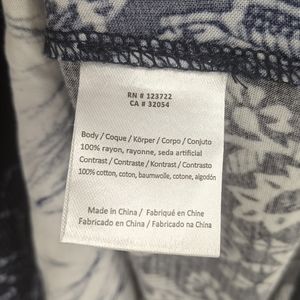 RN # 123722
CA # 32054
Body / Coque / Körper / Corpo / Conjuto
100% rayon, rayonne, seda artificial
Contrast / Contraste / Kontrast / Contrasto
100% cotton, coton, baumwolle, cotone, algodón
Made in China / Fabriqué en Chine
Fabricado en China / Fabricado na China